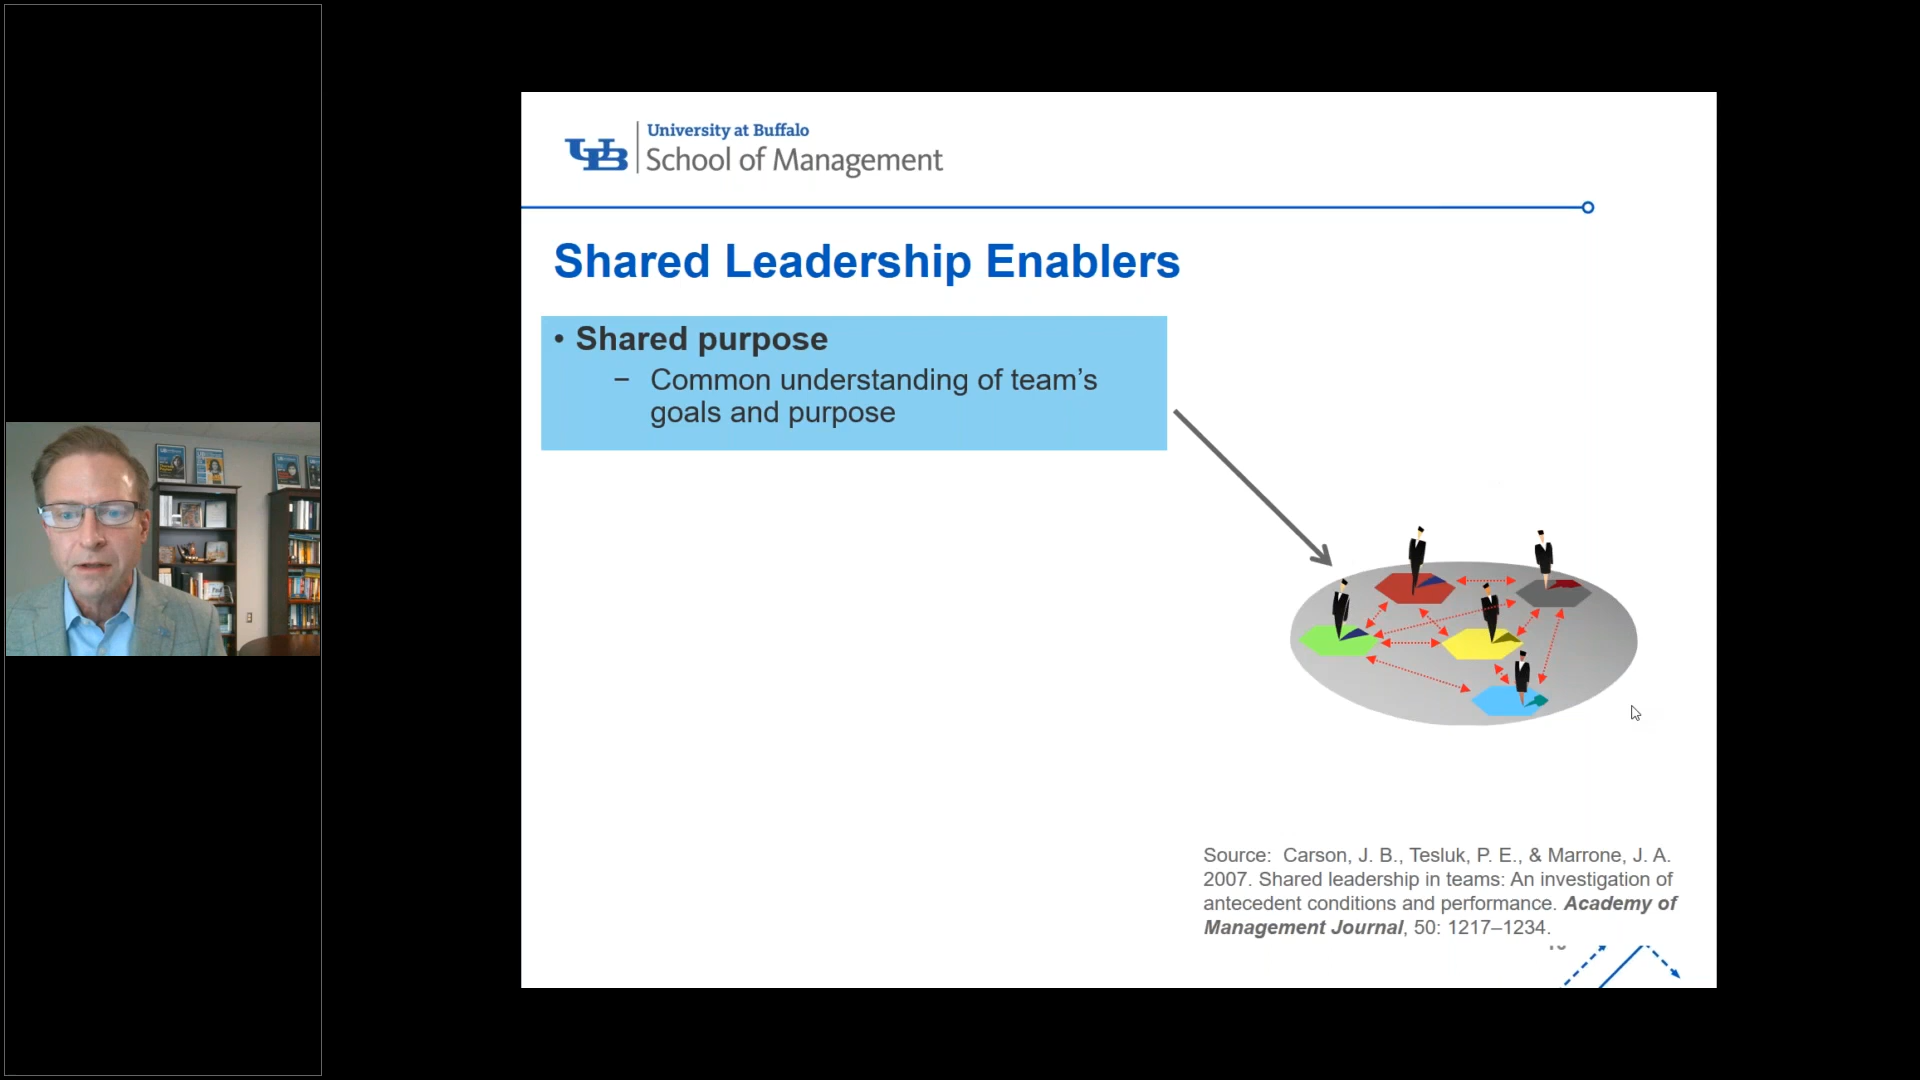 University at Buffalo
School of Management
Shared Leadership Enablers
• Shared purpose
– Common understanding of team’s
goals and purpose
Source: Carson, J. B., Tesluk, P. E., & Marrone, J. A.
2007. Shared leadership in teams: An investigation of
antecedent conditions and performance. Academy of
Management Journal, 50: 1217–1234.